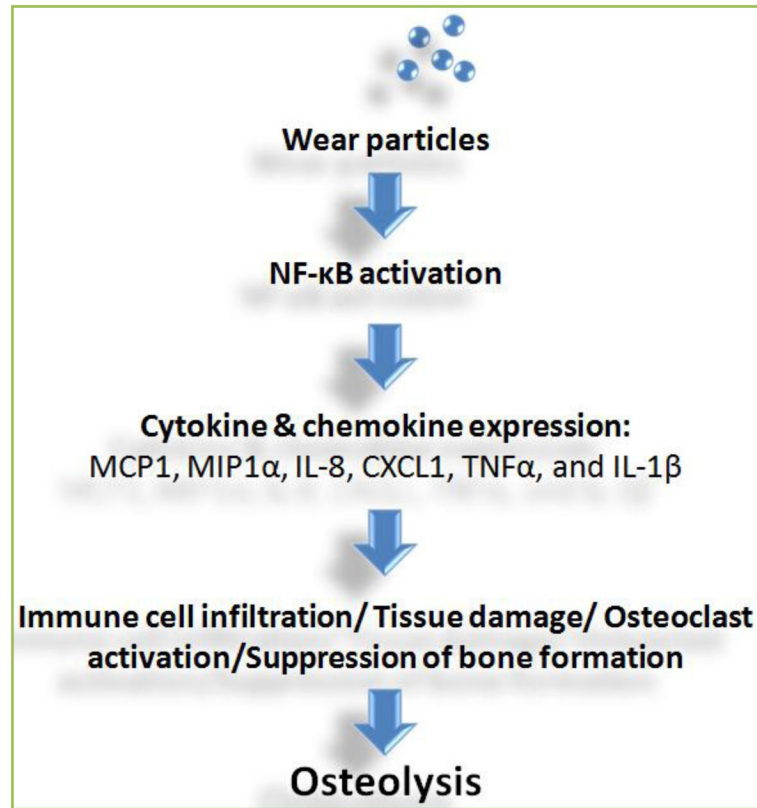 Wear particles
NF-κB activation
Cytokine & chemokine expression:
MCP1, MIP1α, IL-8, CXCL1, TNFα, and IL-1β
Immune cell infiltration/ Tissue damage/ Osteoclast
activation/Suppression of bone formation
Osteolysis